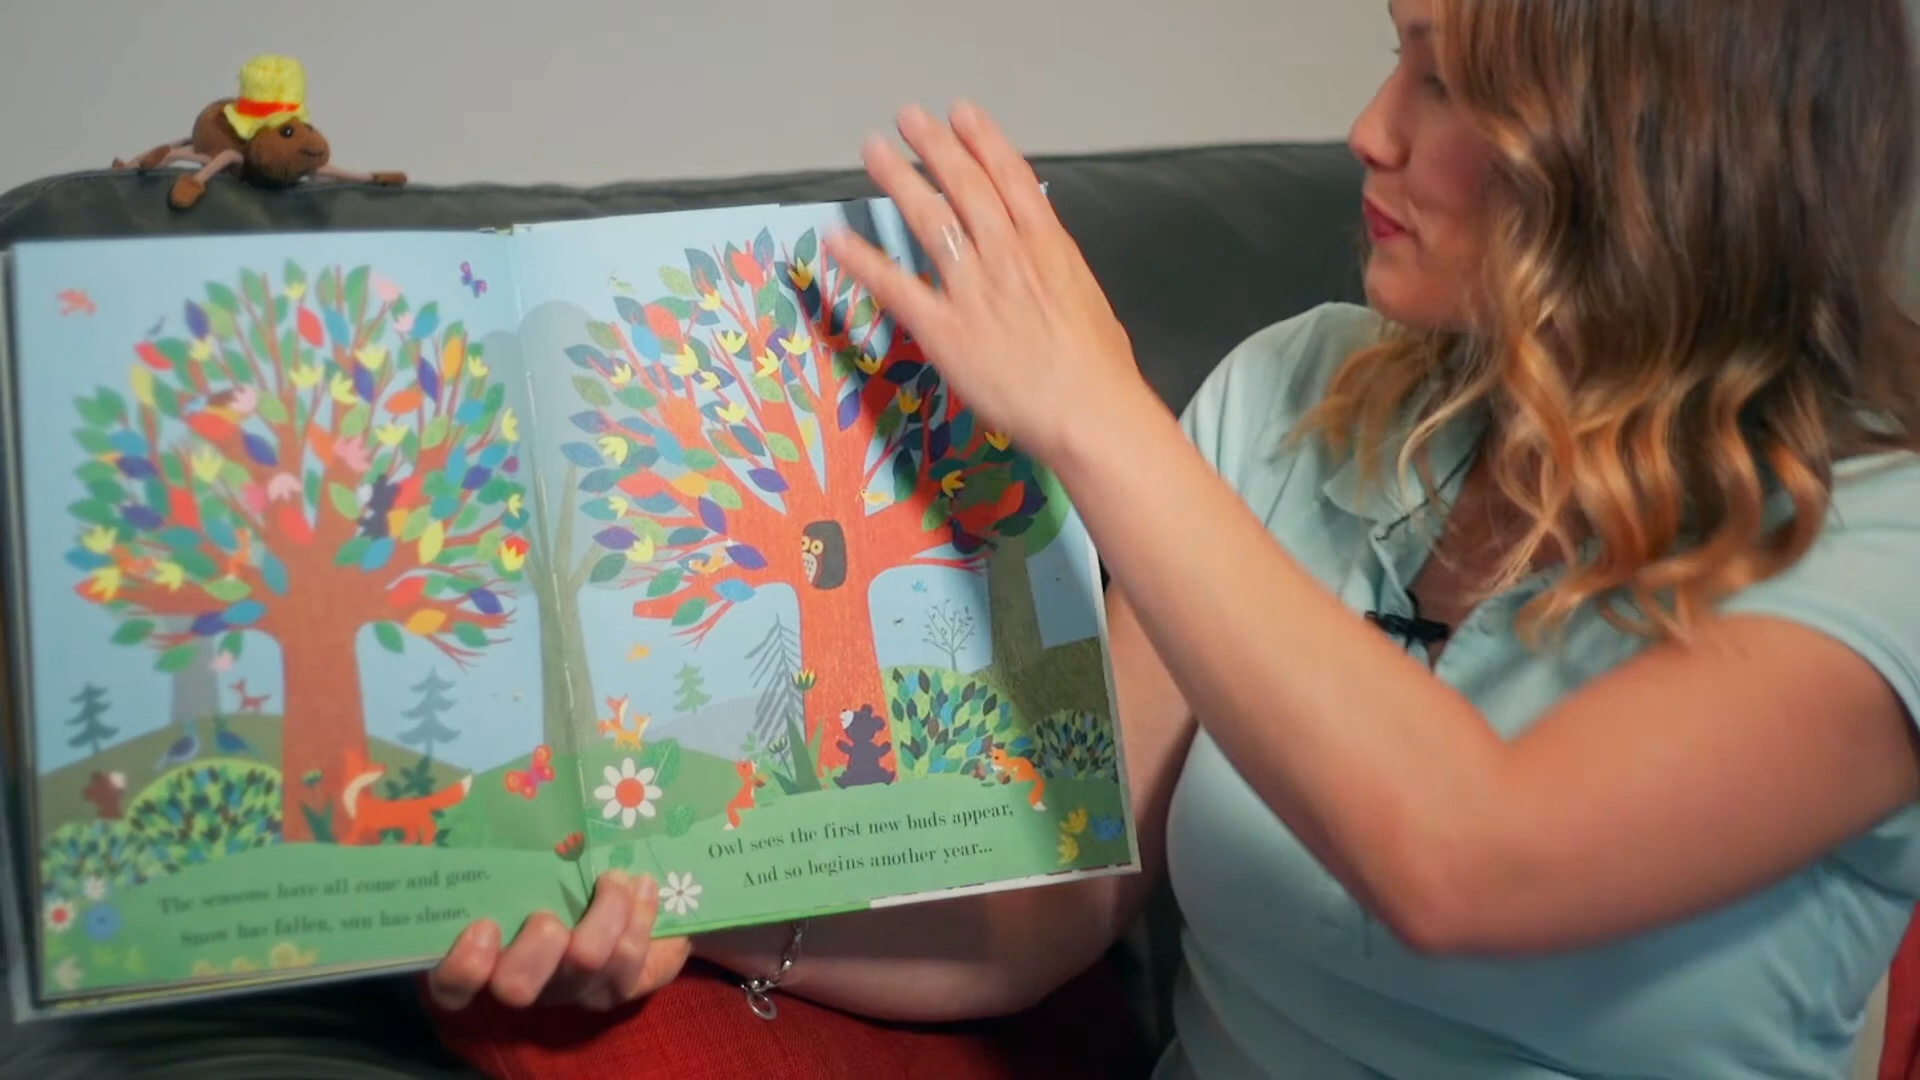 The seasons have all come and gone.
Snow has fallen, sun has shone.
Owl sees the first new buds appear,
And so begins another year...